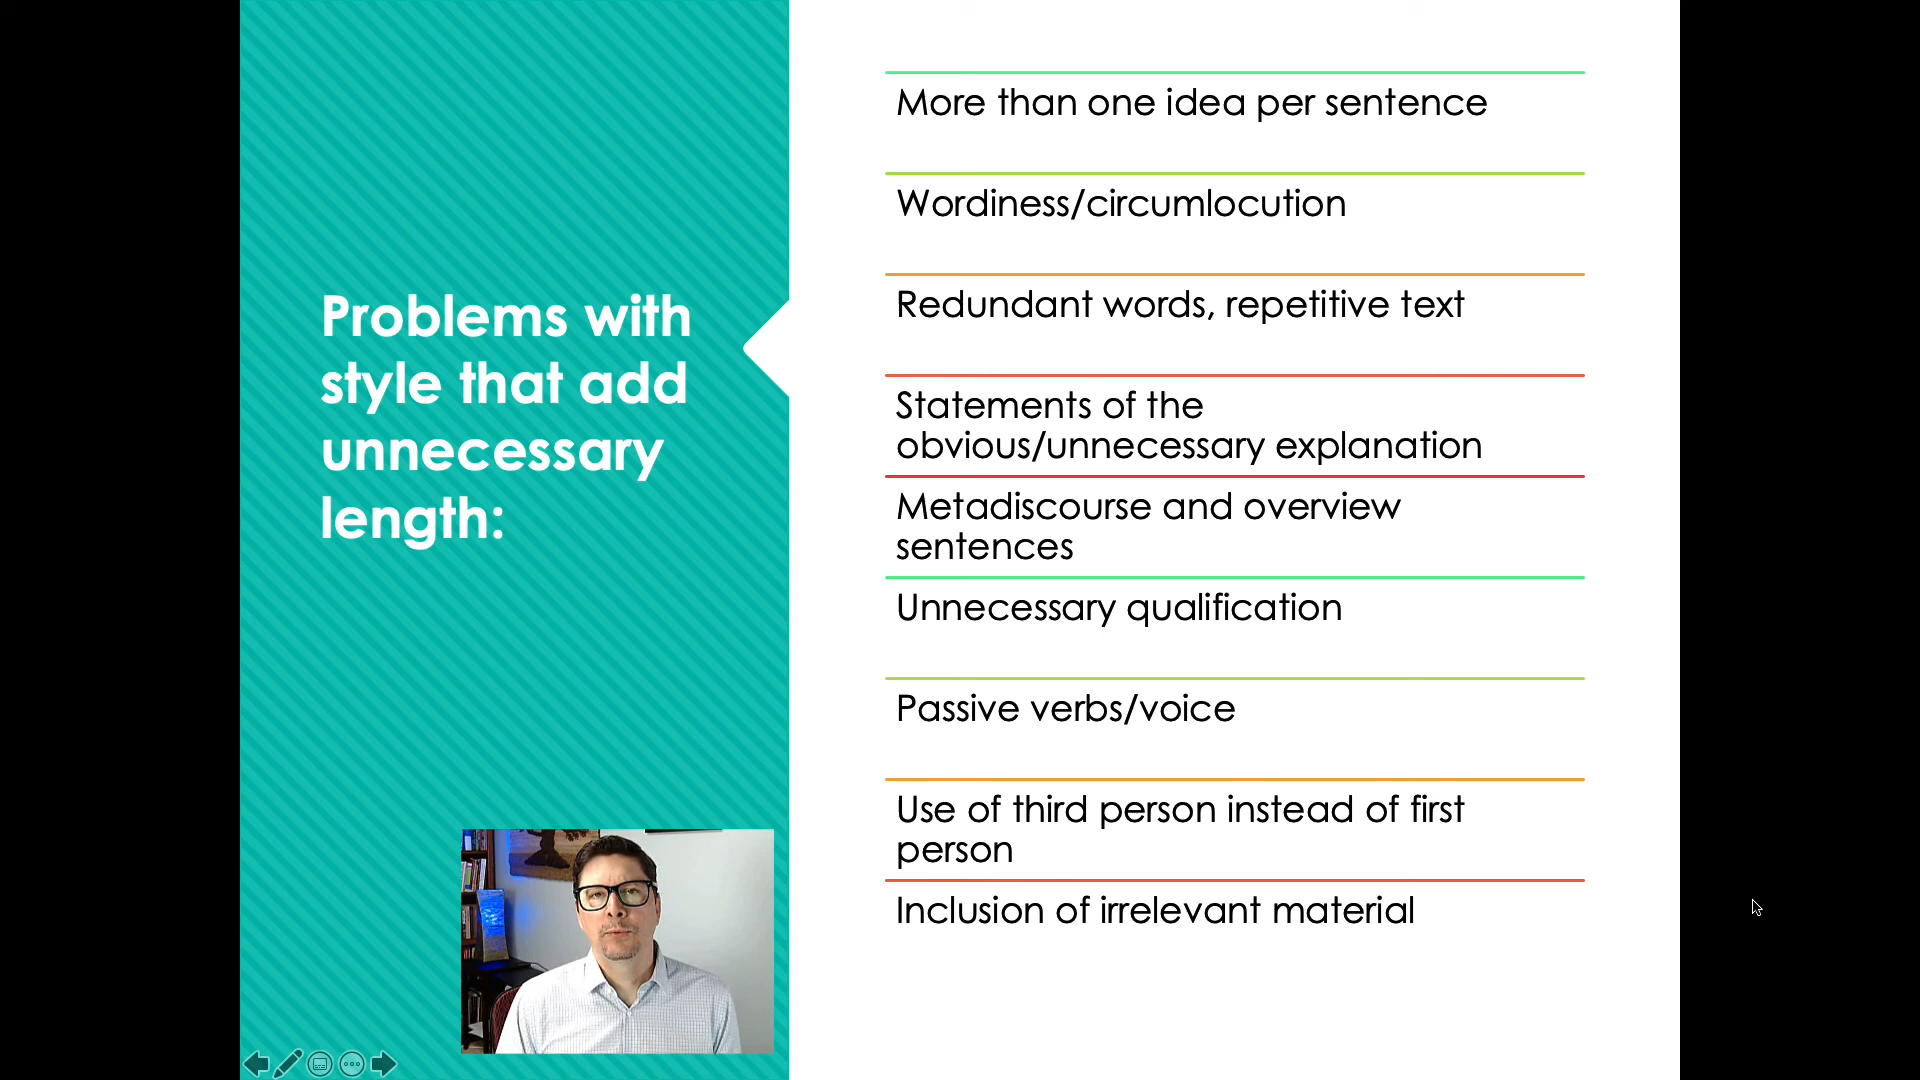 Problems with
style that add
unnecessary
length:
More than one idea per sentence
Wordiness/circumlocution
Redundant words, repetitive text
Statements of the
obvious/unnecessary explanation
Metadiscourse and overview
sentences
Unnecessary qualification
Passive verbs/voice
Use of third person instead of first
person
Inclusion of irrelevant material